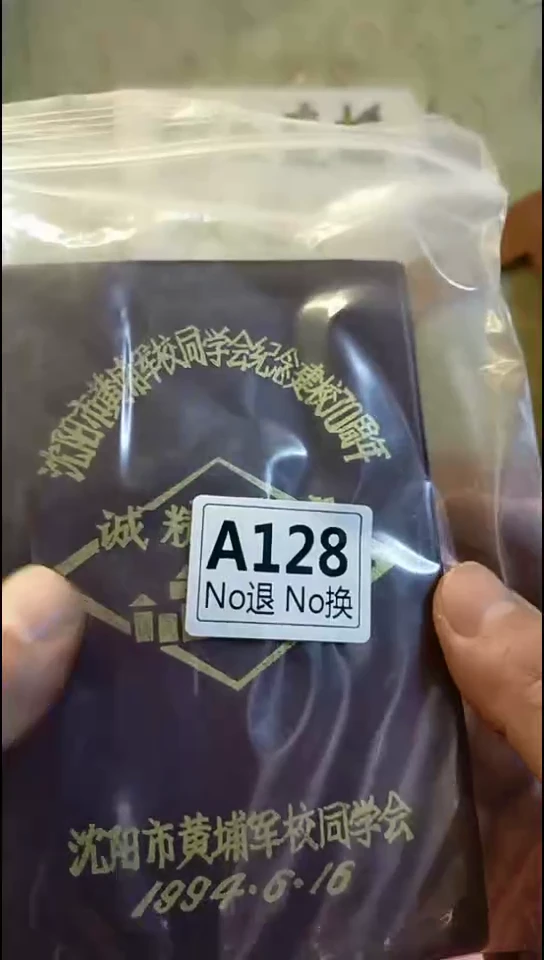 沈阳市黄埔军校同学会纪念建校70周年
诚 精
A128
No退 No换
沈阳市黄埔军校同学会
1994.6.16